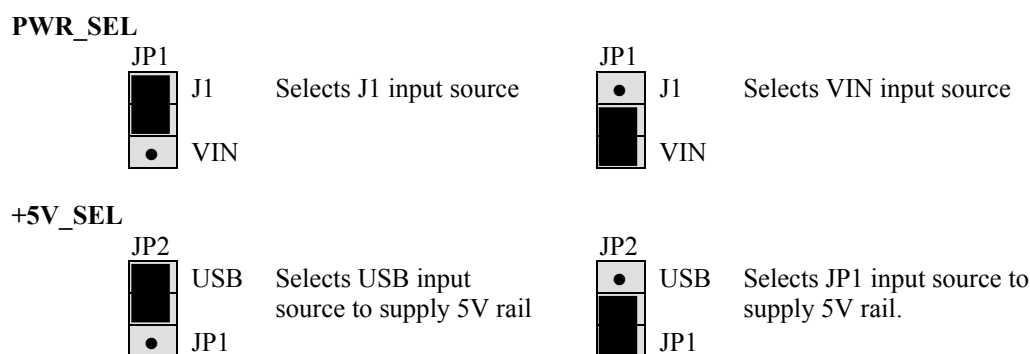 PWR_SEL
JP1
J1 Selects J1 input source
VIN
JP1
J1 Selects VIN input source
VIN
+5V_SEL
JP2
USB Selects USB input
source to supply 5V rail
JP1
JP2
USB Selects JP1 input source to
supply 5V rail.
JP1